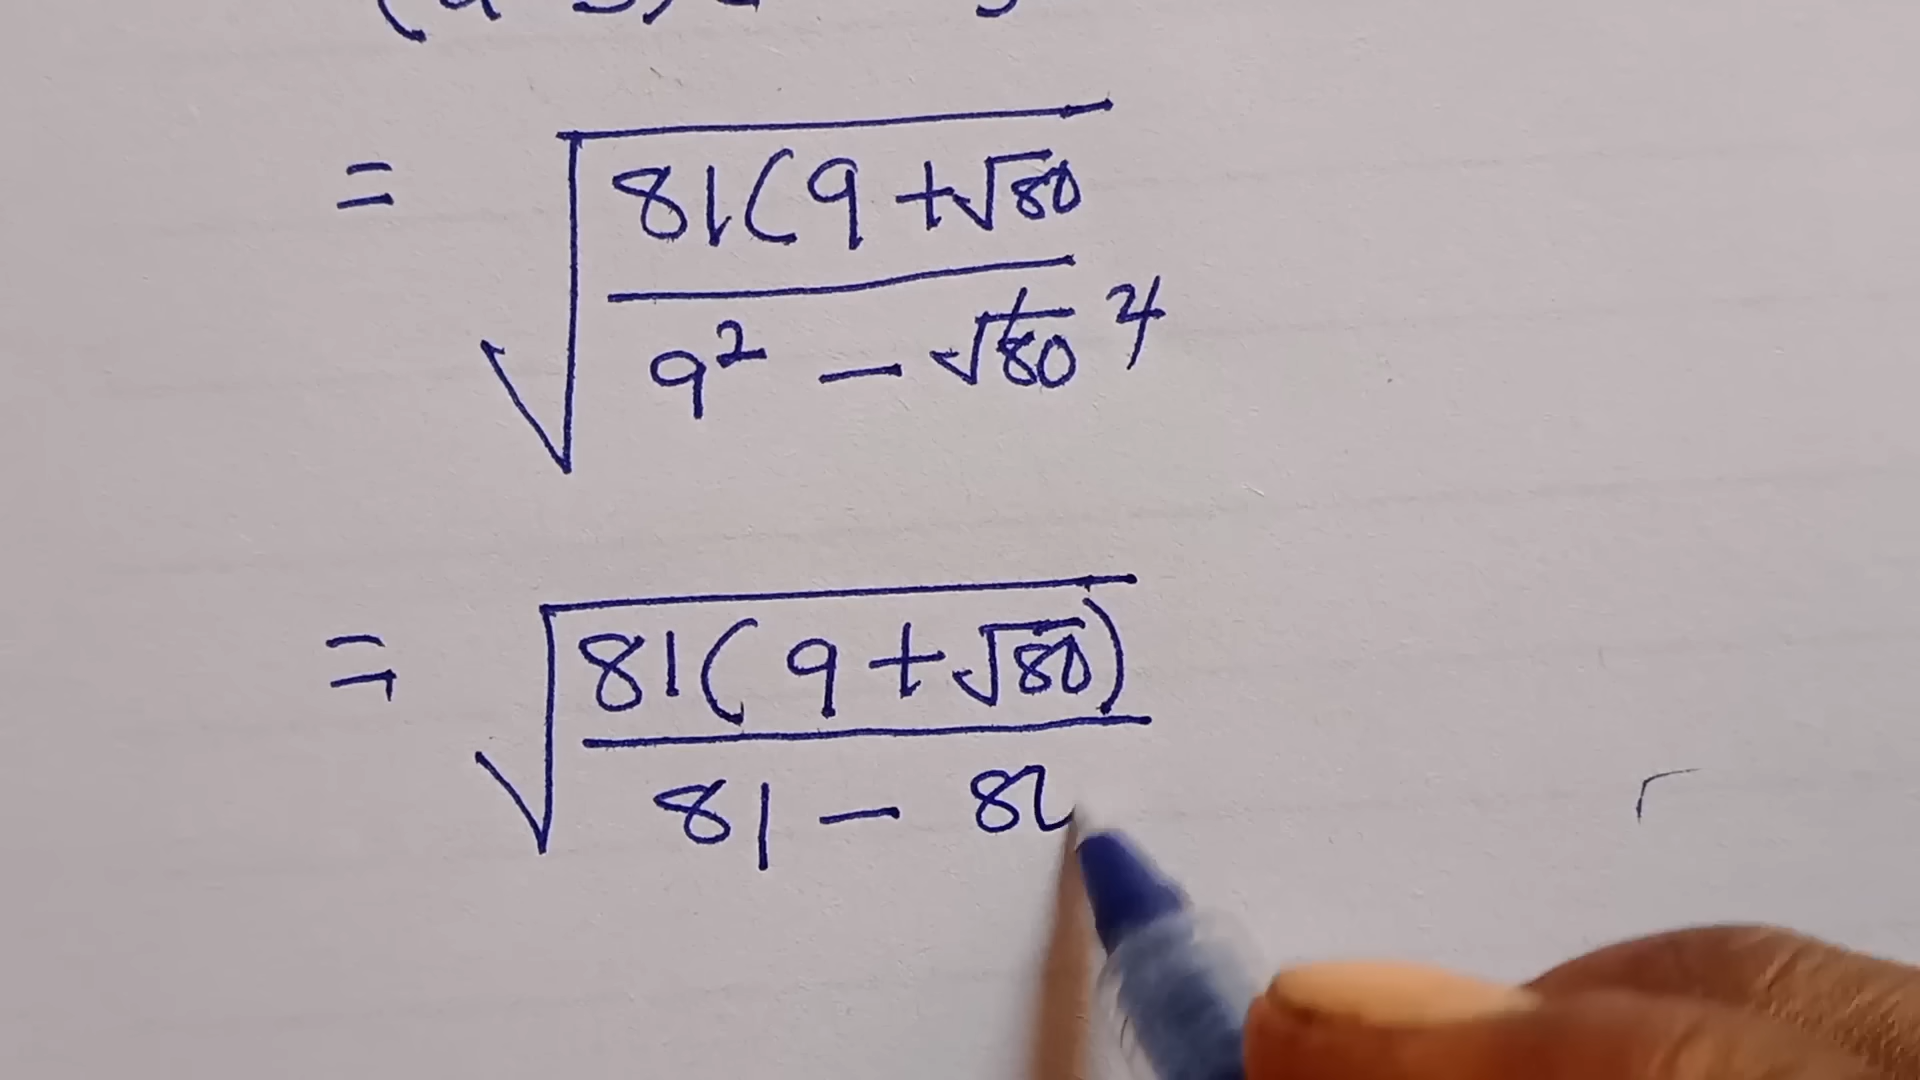 = √(81(9 + √80 / 9² - √80²)
= √(81(9 + √80) / 81 - 80)